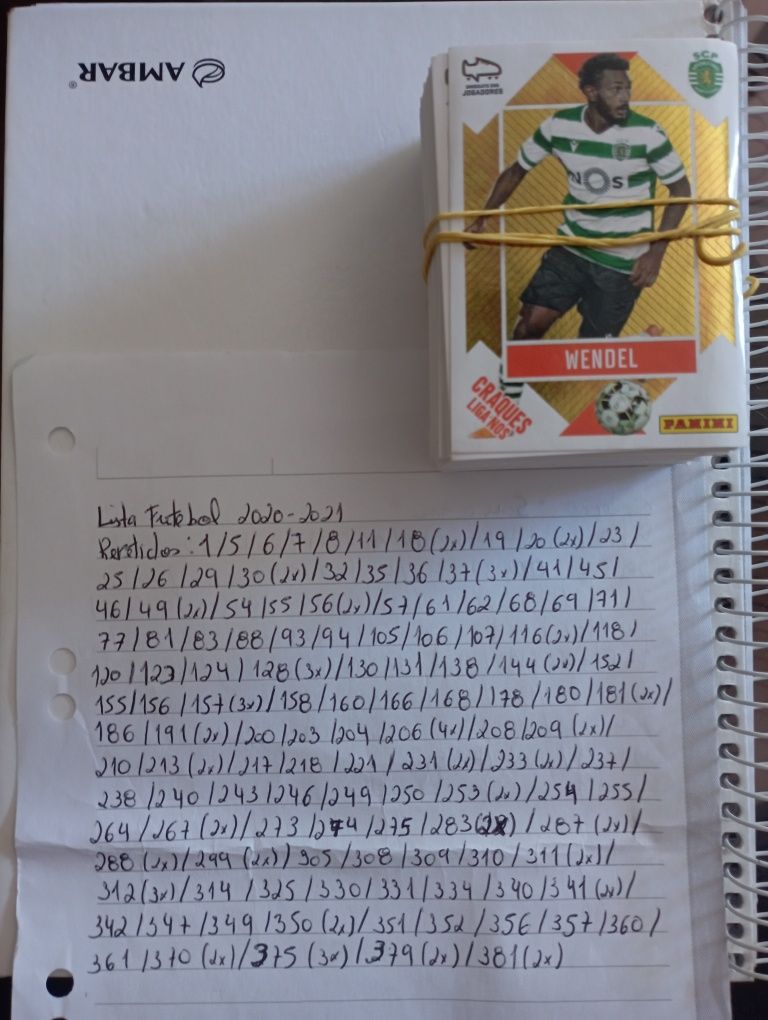 AMBAR®
SINDICATO DOS
JOGADORES
SCP
NOS
WENDEL
CRAQUES
LIGA NOS
PANINI
Lista Futebol 2020-2021
Repetidos: 1/5/6/7/8/11/18(2x)/19/20(2x)/23/
25/26/29/30(2x)/32/35/36/37(3x)/41/45/
46/49(2x)/54/55/56(2x)/57/61/62/68/69/71/
77/81/83/88/93/94/105/106/107/116(2x)/118/
120/123/124/128(3x)/130/131/138/144(2x)/152/
155/156/157(3x)/158/160/166/168/178/180/181(2x)/
186/191(2x)/200/203/204/206(4x)/208/209(2x)/
210/213(2x)/217/218/221/231(2x)/233(2x)/237/
238/240/243/246/249/250/253(2x)/254/255/
264/267(2x)/273/274/275/283(2x)/287(2x)/
288(2x)/299(2x)/305/308/309/310/311(2x)/
312(3x)/314/325/330/331/334/340/341(2x)/
342/347/349/350(2x)/351/352/356/357/360/
361/370(2x)/375(3x)/379(2x)/381(2x)